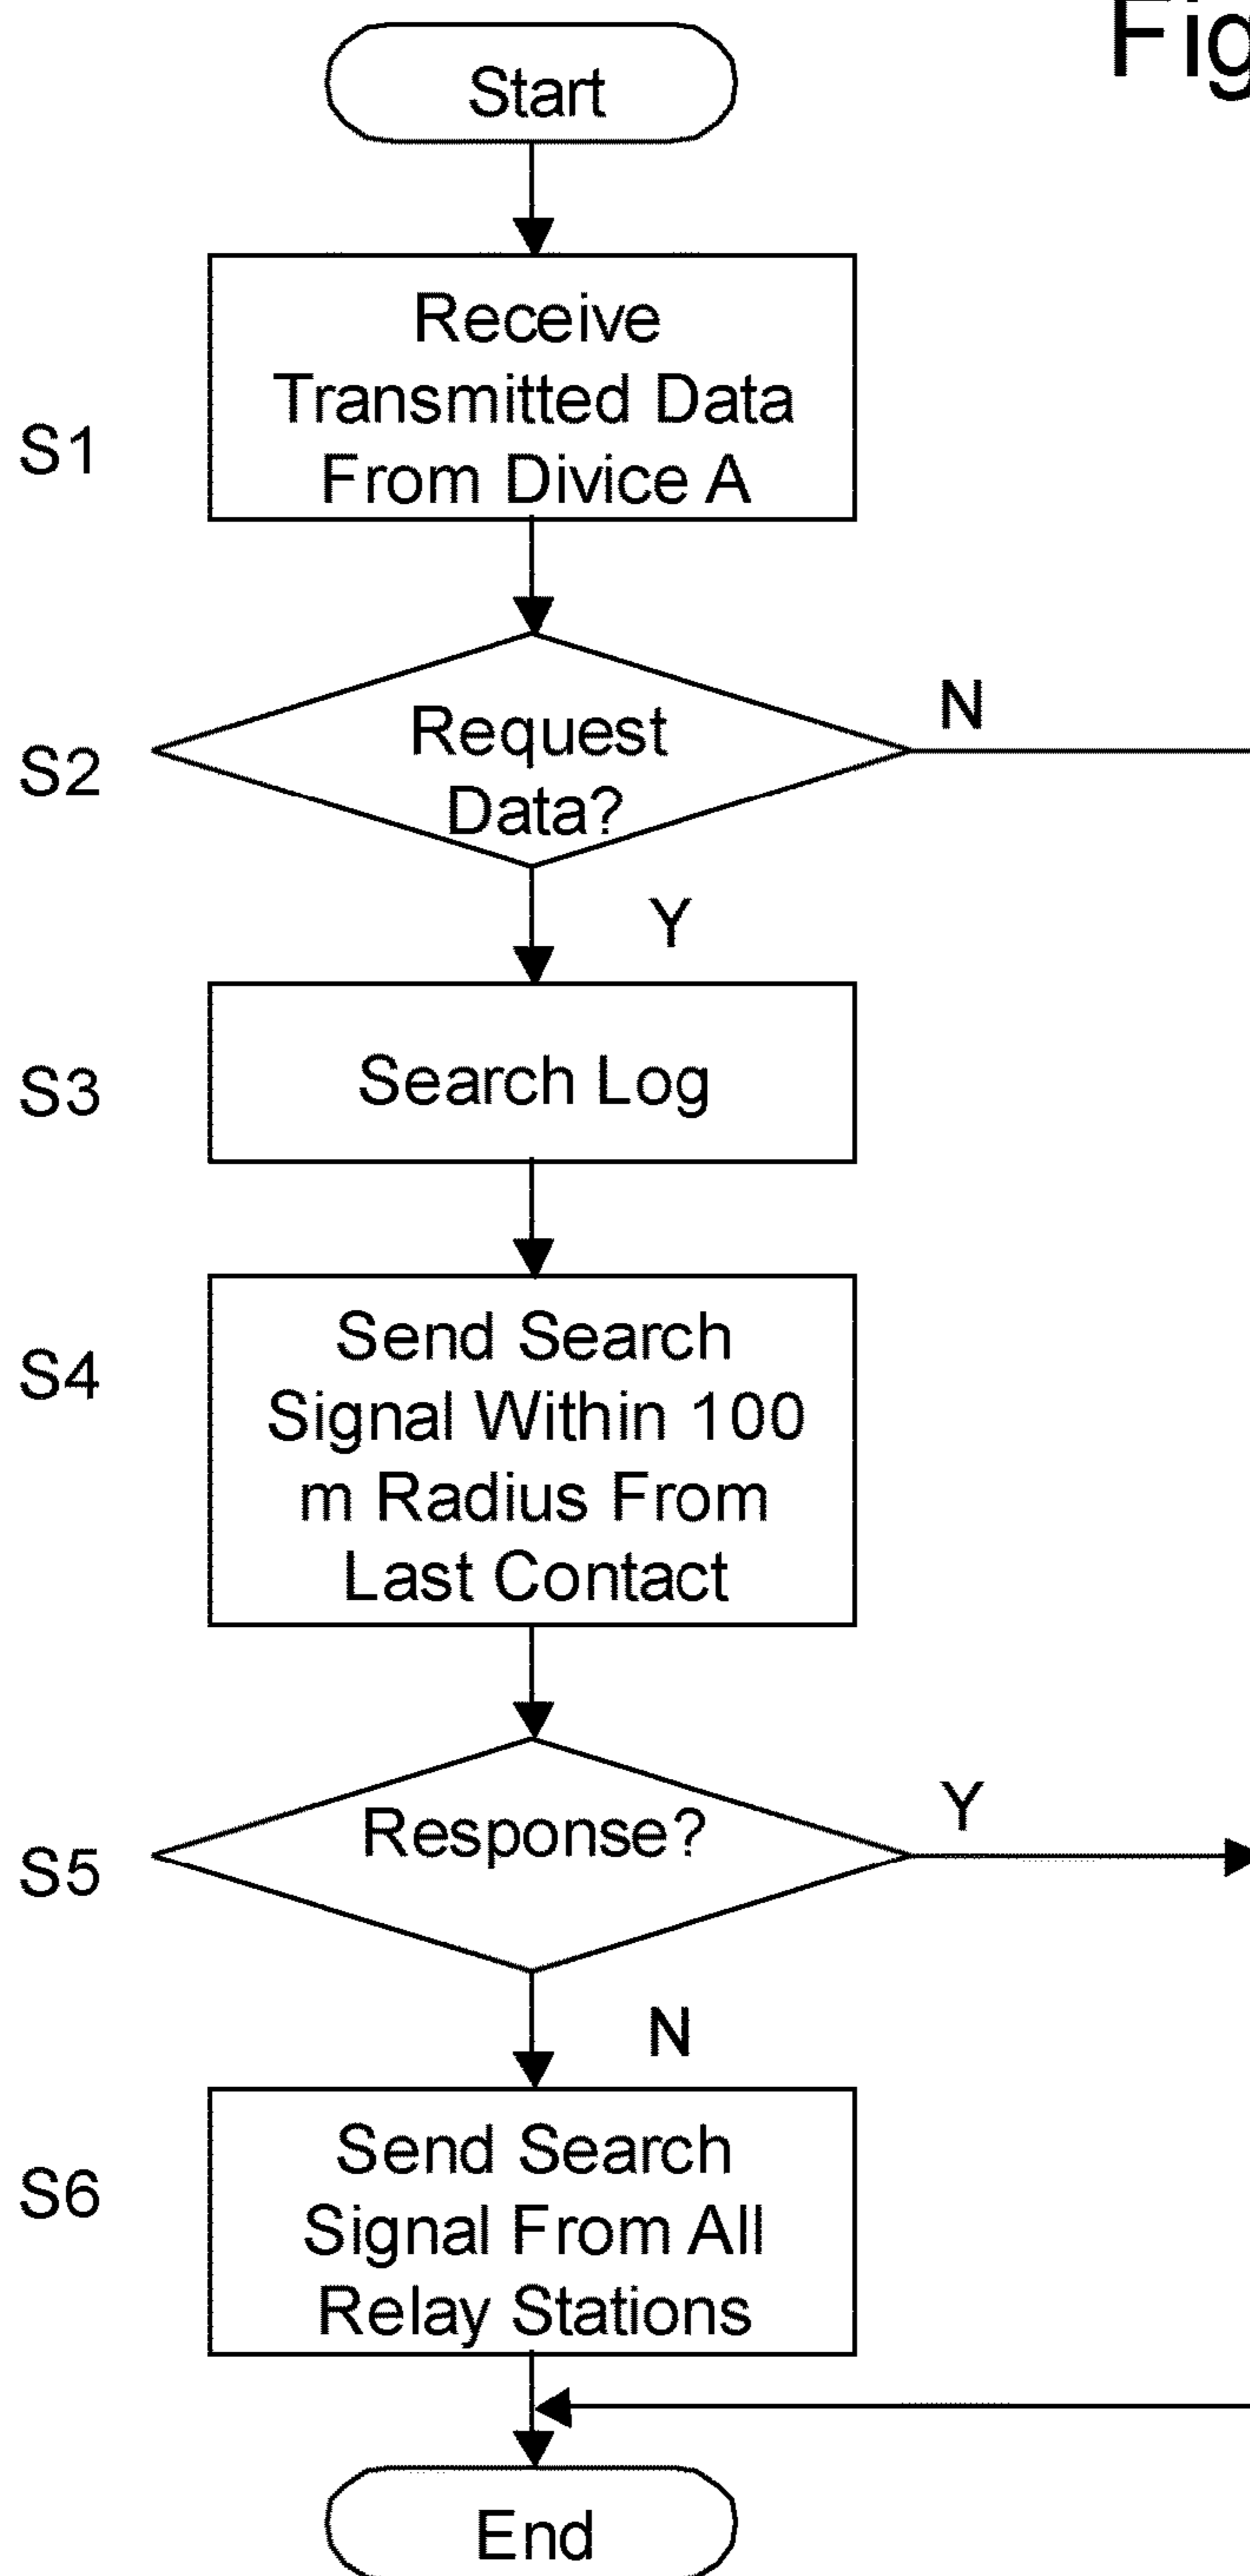 Fig
Start
S1
Receive
Transmitted Data
From Divice A
S2
Request
Data?
N
Y
S3
Search Log
S4
Send Search
Signal Within 100
m Radius From
Last Contact
S5
Response?
Y
N
S6
Send Search
Signal From All
Relay Stations
End